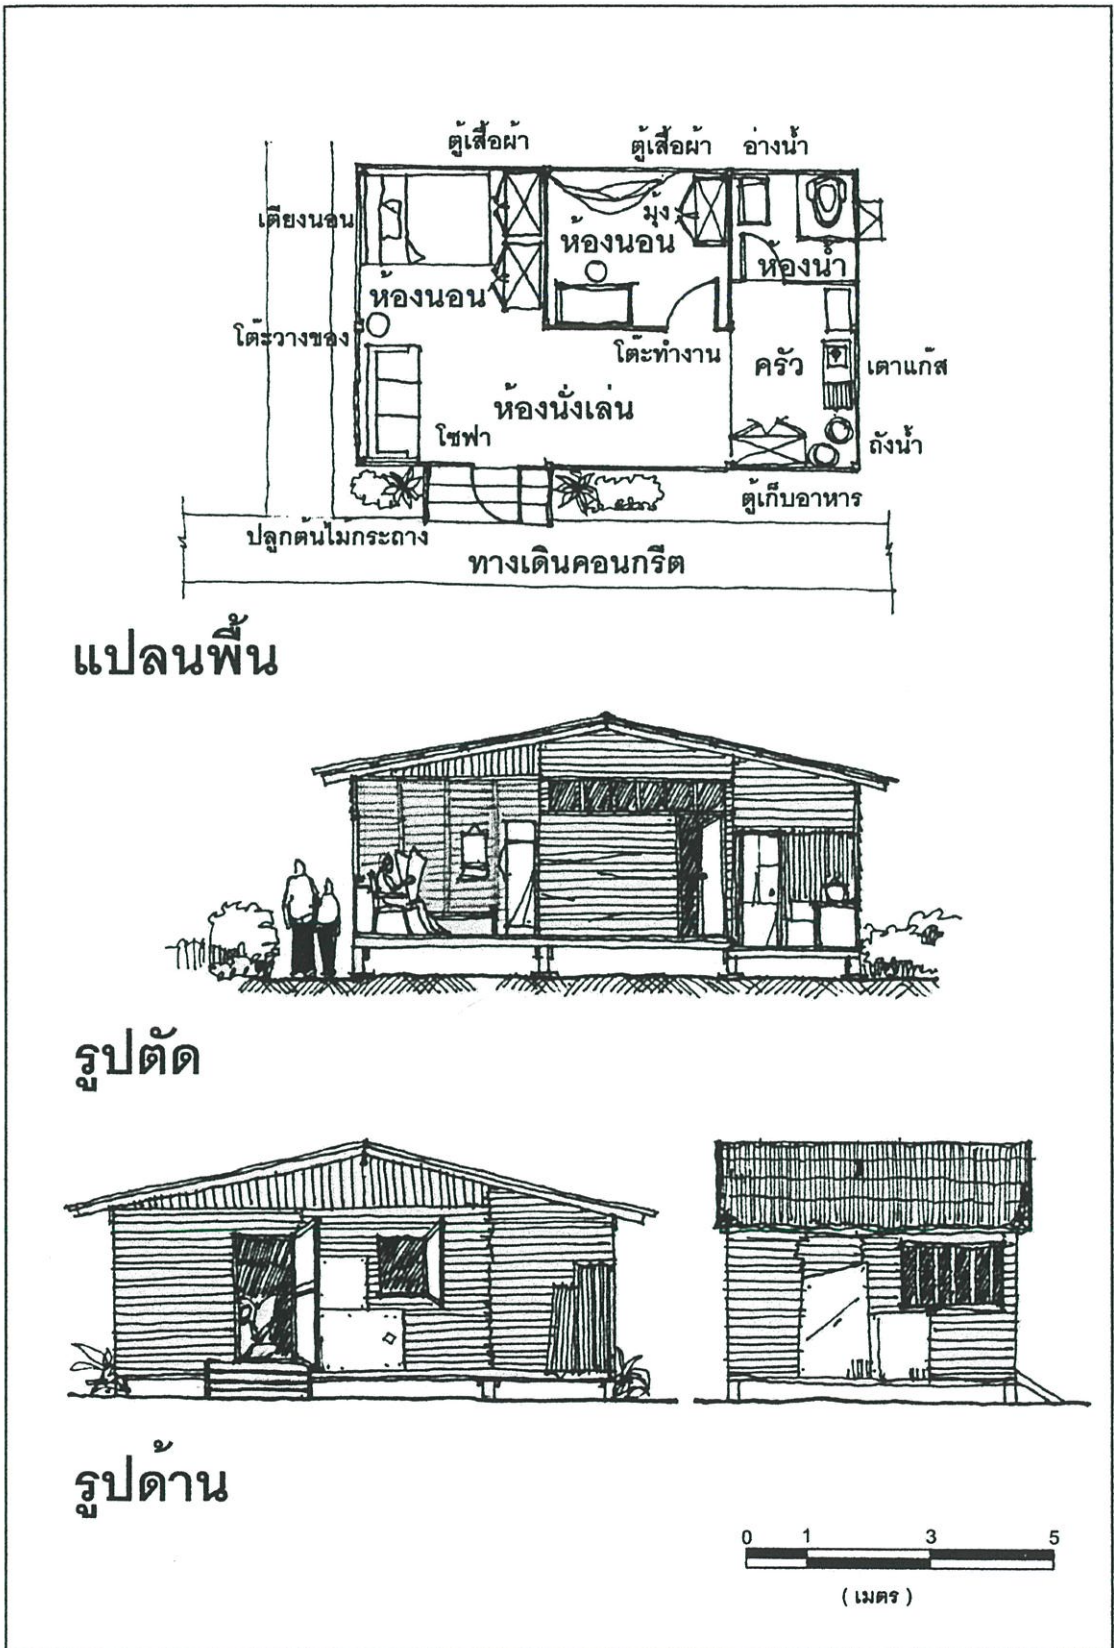 ตู้เสื้อผ้า ตู้เสื้อผ้า อ่างน้ำ
เตียงนอน มุ้ง
ห้องนอน ห้องน้ำ
ห้องนอน
โต๊ะวางของ โต๊ะทำงาน ครัว เตาแก๊ส
ห้องนั่งเล่น
โซฟา ถังน้ำ
ตู้เก็บอาหาร
ปลูกต้นไม้กระถาง
ทางเดินคอนกรีต
แปลนพื้น
รูปตัด
รูปด้าน
0 1 3 5
( เมตร )